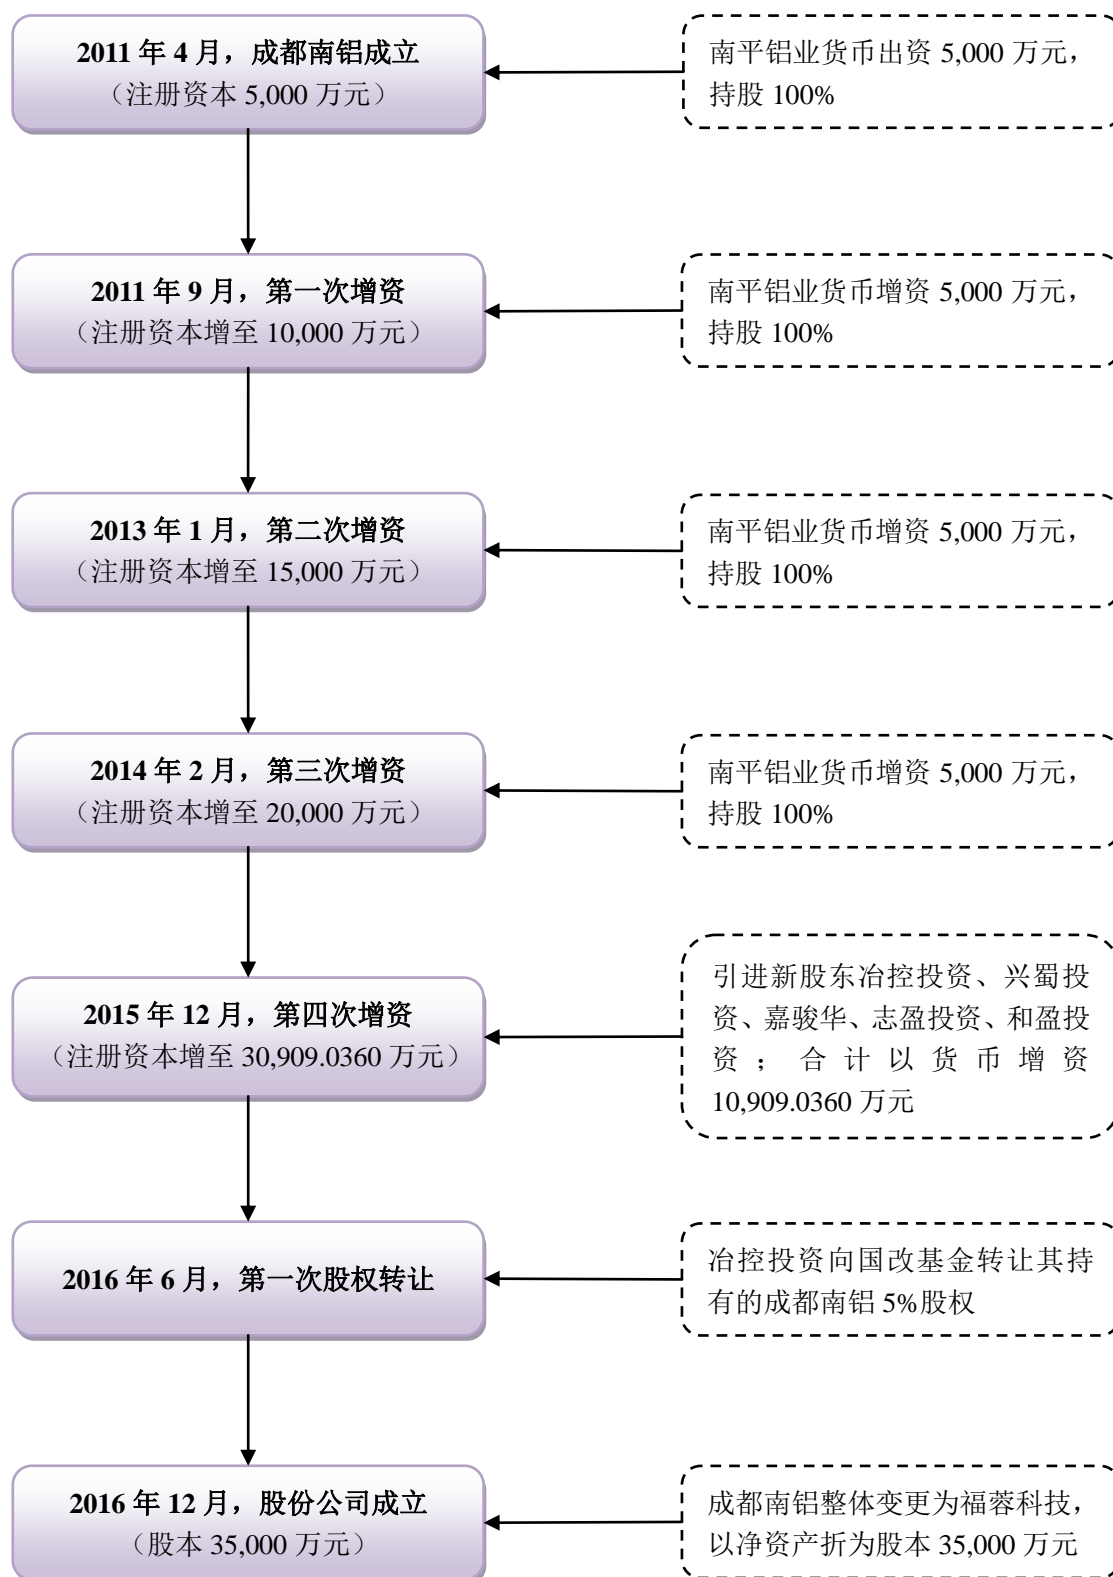 2011 年 4 月，成都南铝成立
（注册资本 5,000 万元）
南平铝业货币出资 5,000 万元，
持股 100%
2011 年 9 月，第一次增资
（注册资本增至 10,000 万元）
南平铝业货币增资 5,000 万元，
持股 100%
2013 年 1 月，第二次增资
（注册资本增至 15,000 万元）
南平铝业货币增资 5,000 万元，
持股 100%
2014 年 2 月，第三次增资
（注册资本增至 20,000 万元）
南平铝业货币增资 5,000 万元，
持股 100%
2015 年 12 月，第四次增资
（注册资本增至 30,909.0360 万元）
引进新股东冶控投资、兴蜀投
资、嘉骏华、志盈投资、和盈投
资；合计以货币增资
10,909.0360 万元
2016 年 6 月，第一次股权转让
冶控投资向国改基金转让其持
有的成都南铝 5%股权
2016 年 12 月，股份公司成立
（股本 35,000 万元）
成都南铝整体变更为福蓉科技，
以净资产折为股本 35,000 万元